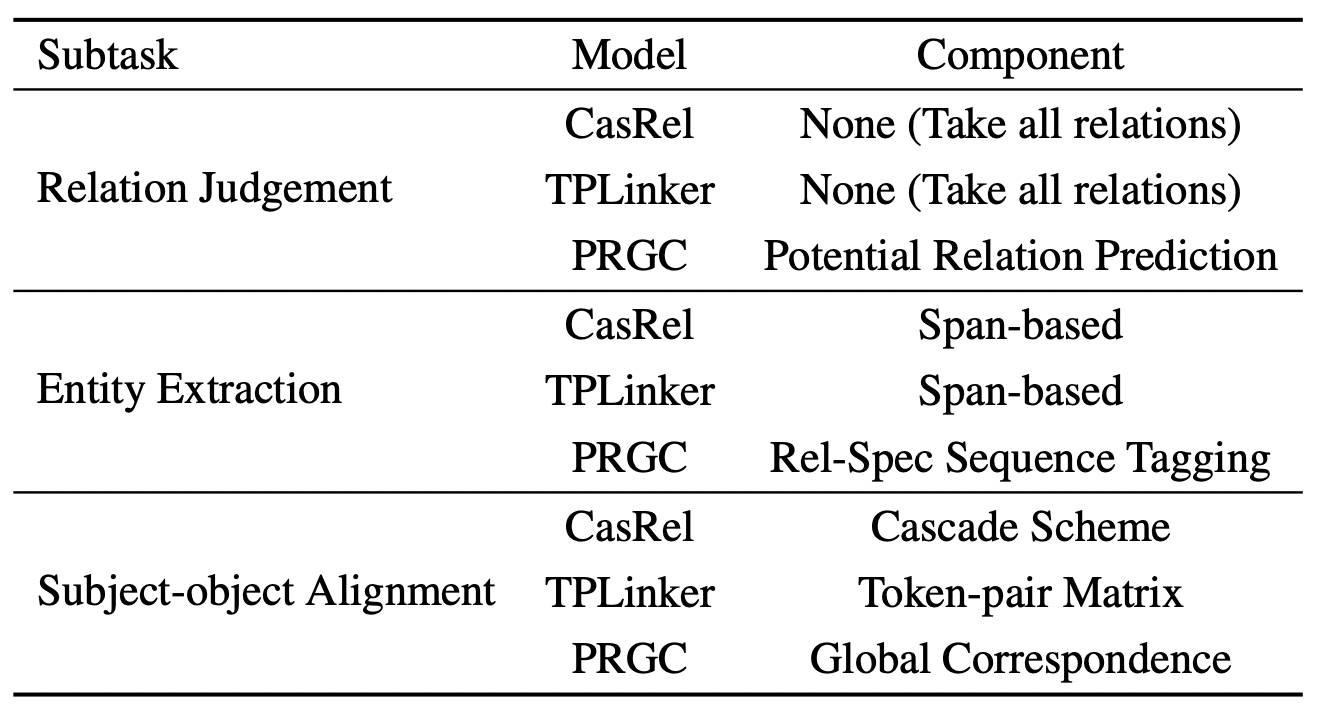 Subtask Model Component
CasRel None (Take all relations)
Relation Judgement TPLinker None (Take all relations)
PRGC Potential Relation Prediction
CasRel Span-based
Entity Extraction TPLinker Span-based
PRGC Rel-Spec Sequence Tagging
CasRel Cascade Scheme
Subject-object Alignment TPLinker Token-pair Matrix
PRGC Global Correspondence